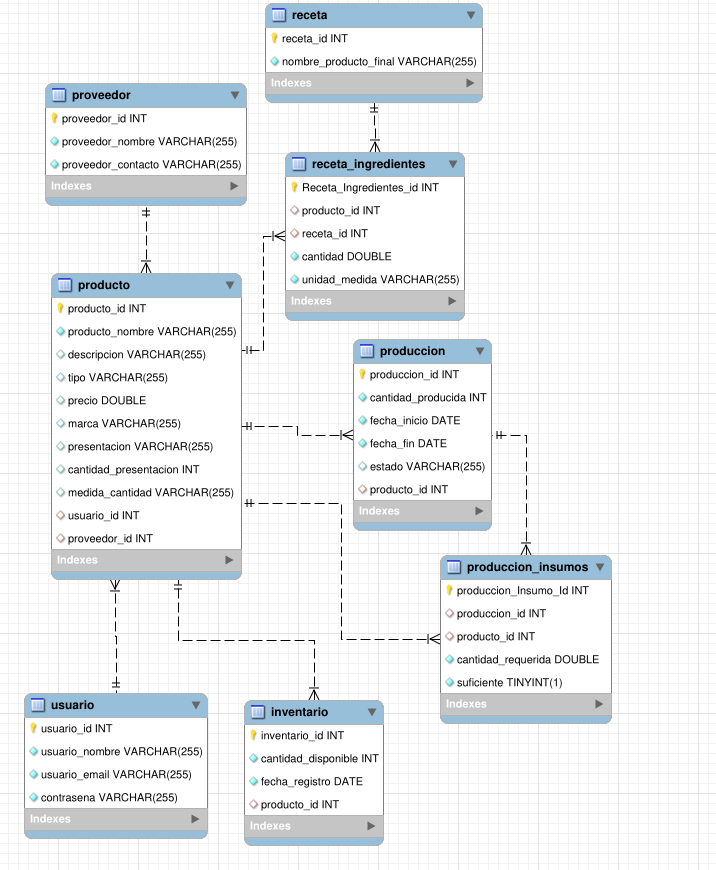 receta
receta_id INT
nombre_producto_final VARCHAR(255)
Indexes
proveedor
proveedor_id INT
proveedor_nombre VARCHAR(255)
proveedor_contacto VARCHAR(255)
Indexes
receta_ingredientes
Receta_Ingredientes_id INT
producto_id INT
receta_id INT
cantidad DOUBLE
unidad_medida VARCHAR(255)
Indexes
producto
producto_id INT
producto_nombre VARCHAR(255)
descripcion VARCHAR(255)
tipo VARCHAR(255)
precio DOUBLE
marca VARCHAR(255)
presentacion VARCHAR(255)
cantidad_presentacion INT
medida_cantidad VARCHAR(255)
usuario_id INT
proveedor_id INT
Indexes
produccion
produccion_id INT
cantidad_producida INT
fecha_inicio DATE
fecha_fin DATE
estado VARCHAR(255)
producto_id INT
Indexes
produccion_insumos
produccion_Insumo_Id INT
produccion_id INT
producto_id INT
cantidad_requerida DOUBLE
suficiente TINYINT(1)
Indexes
usuario
usuario_id INT
usuario_nombre VARCHAR(255)
usuario_email VARCHAR(255)
contrasena VARCHAR(255)
Indexes
inventario
inventario_id INT
cantidad_disponible INT
fecha_registro DATE
producto_id INT
Indexes